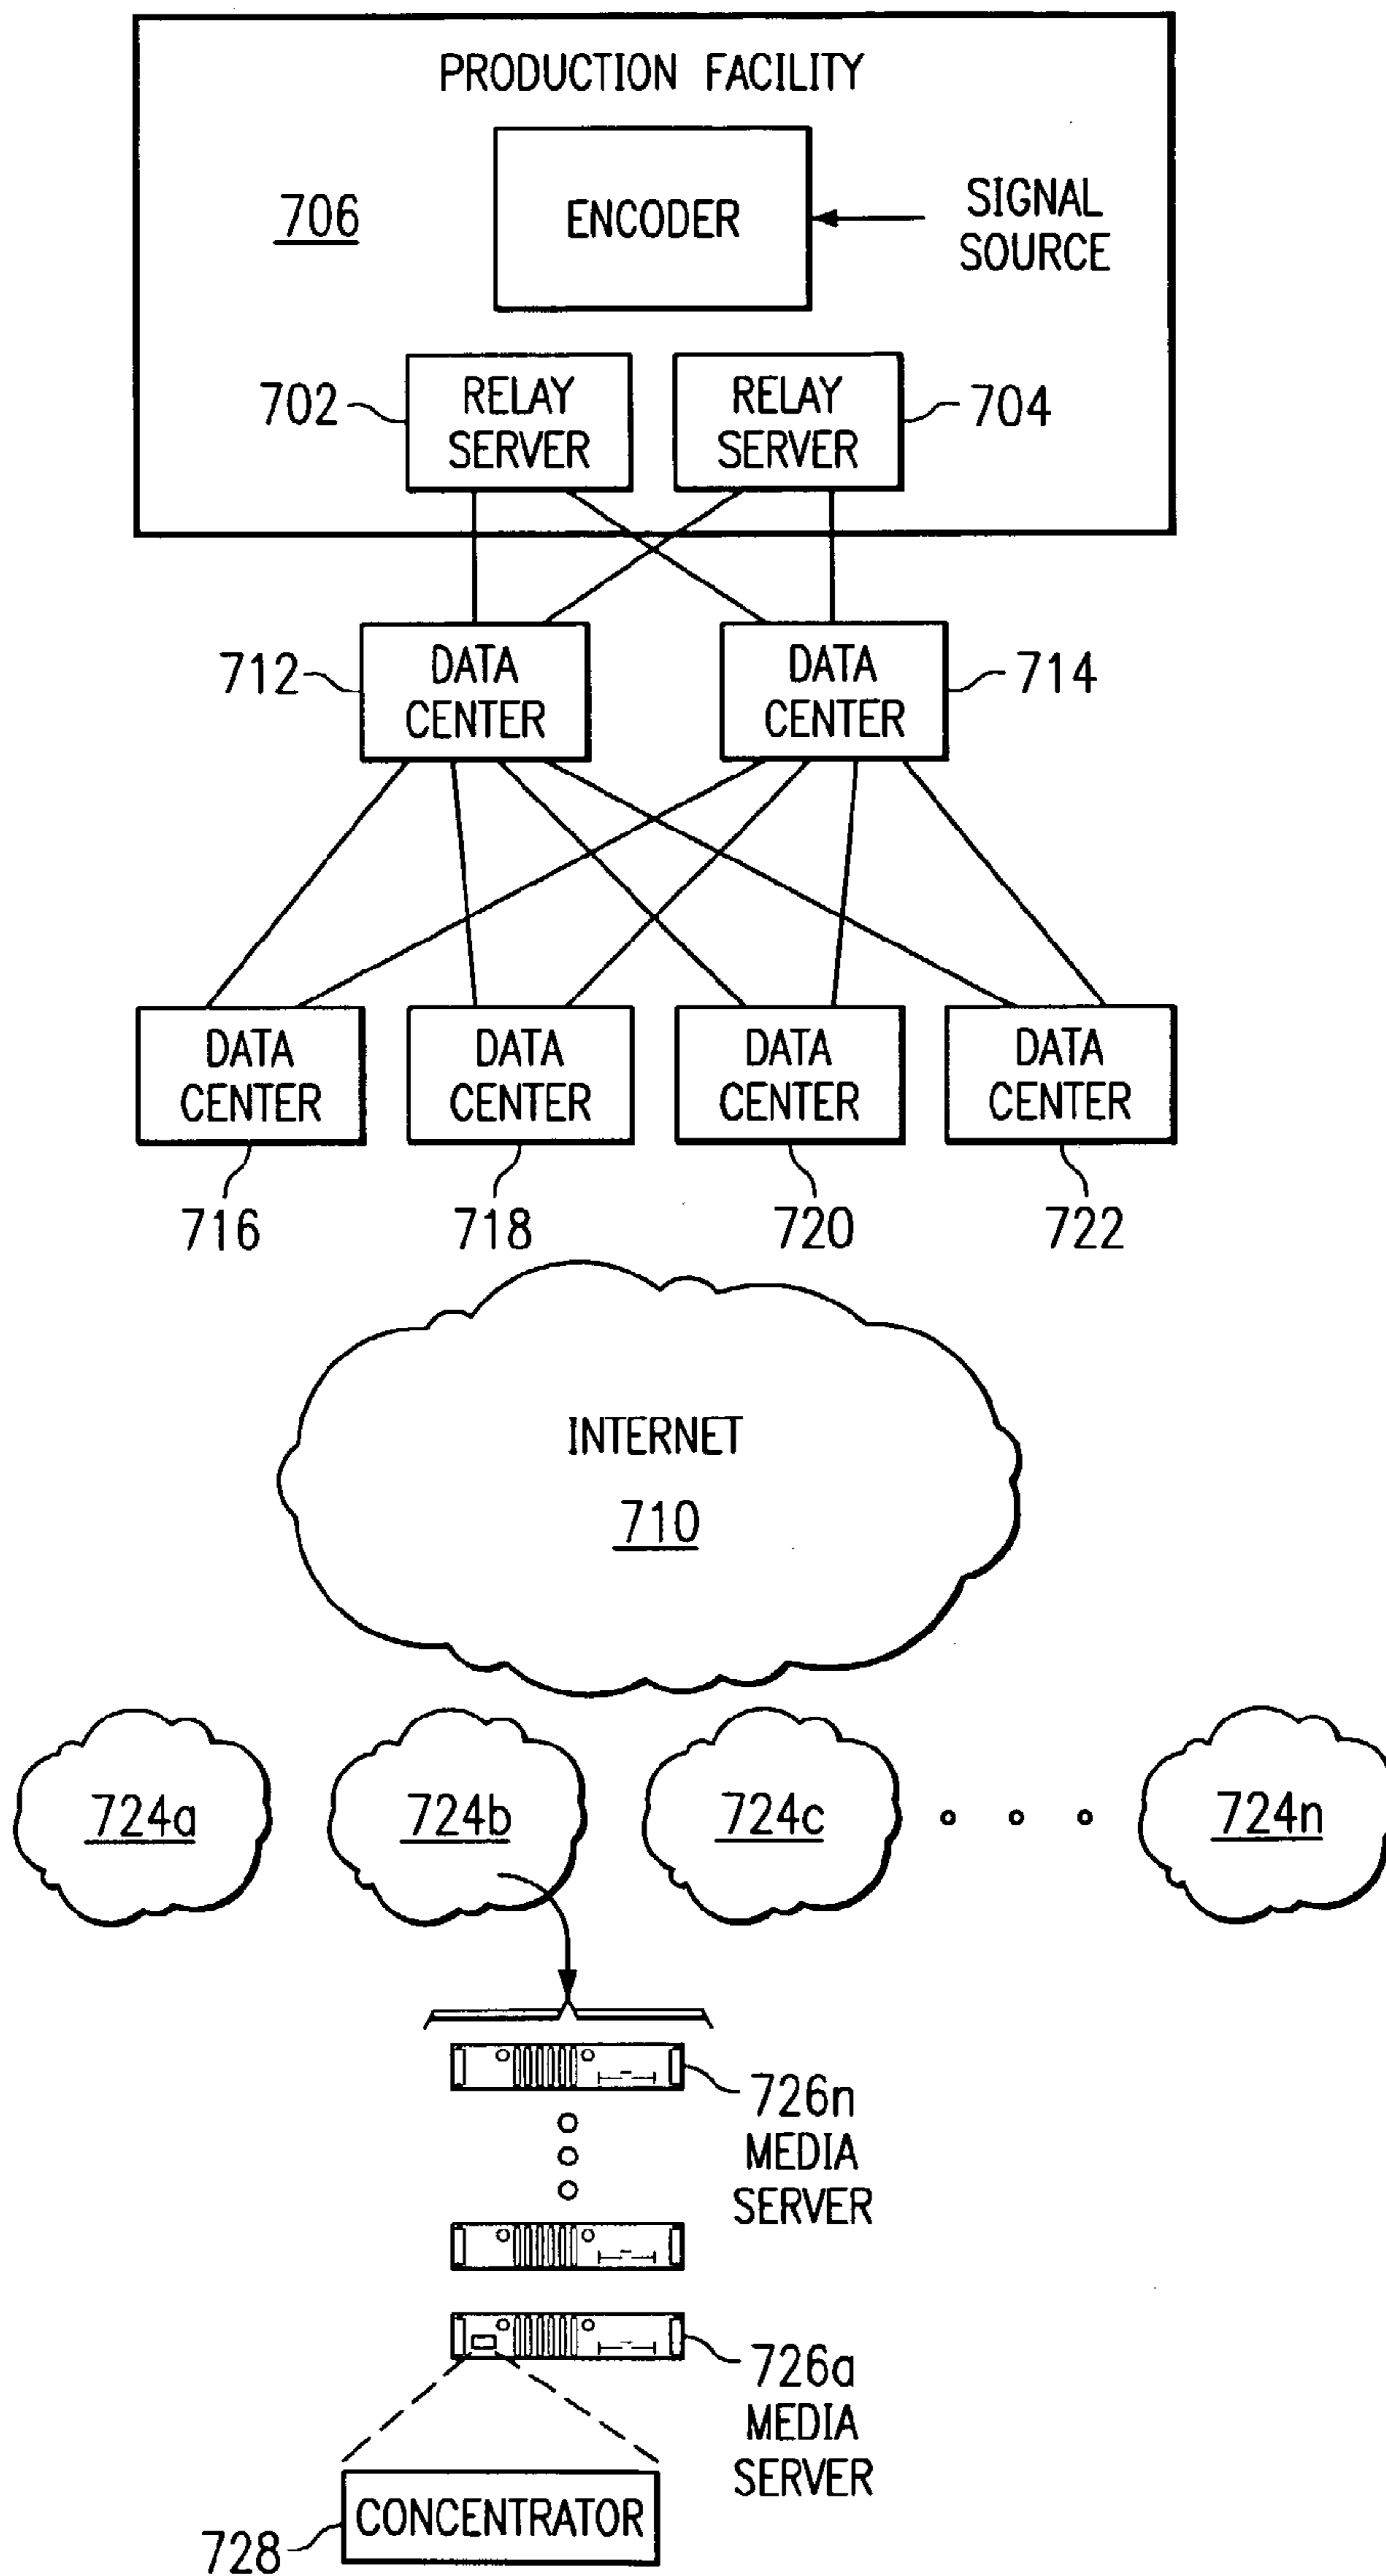 PRODUCTION FACILITY
706
ENCODER
SIGNAL
SOURCE
702
RELAY
SERVER
RELAY
SERVER
704
712
DATA
CENTER
DATA
CENTER
714
DATA
CENTER
DATA
CENTER
DATA
CENTER
DATA
CENTER
716
718
720
722
INTERNET
710
724a
724b
724c
724n
726n
MEDIA
SERVER
726a
MEDIA
SERVER
CONCENTRATOR
728